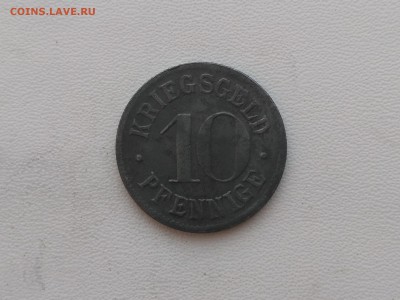 COINS.LAVE.RU
KRIEGSGELD
10
• PFENNIGE •